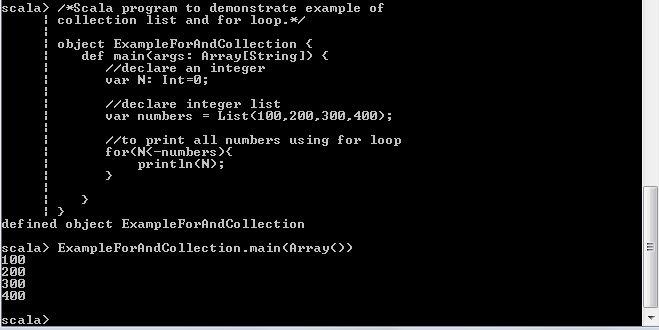 scala> /*Scala program to demonstrate example of
     | collection list and for loop.*/
     |
     | object ExampleForAndCollection {
     |    def main(args: Array[String]) {
     |       //declare an integer
     |       var N: Int=0;
     |
     |       //declare integer list
     |       var numbers = List(100,200,300,400);
     |
     |       //to print all numbers using for loop
     |       for(N<-numbers){
     |           println(N);
     |       }
     |
     |    }
     | }
defined object ExampleForAndCollection
scala> ExampleForAndCollection.main(Array())
100
200
300
400
scala>